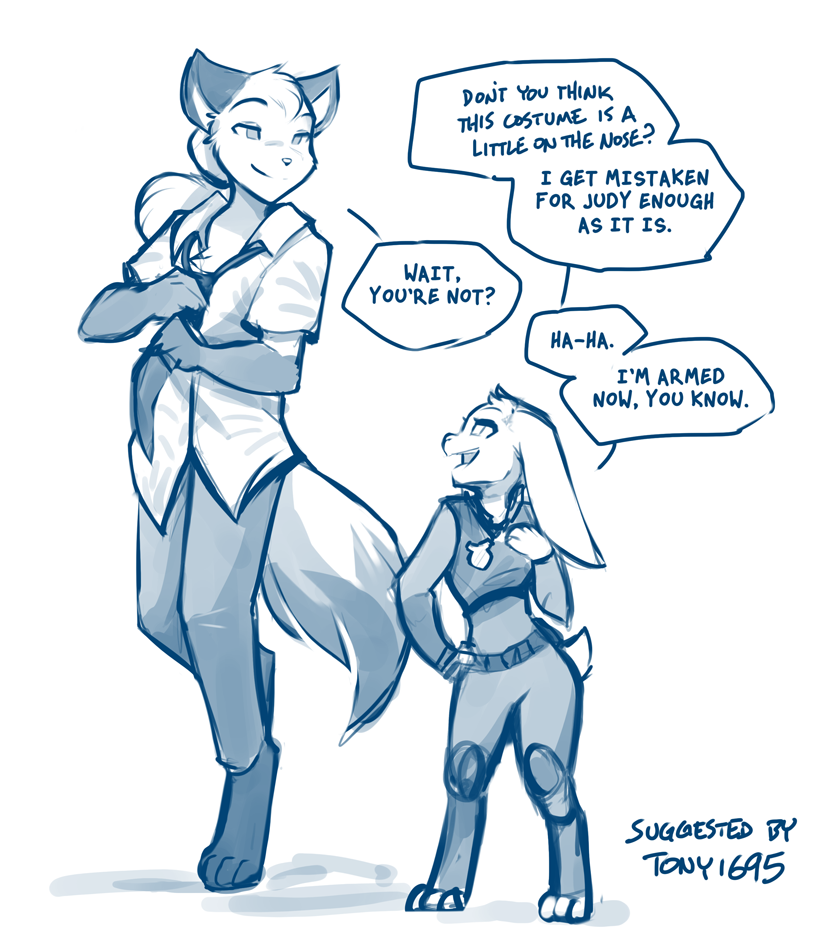 DON'T YOU THINK
THIS COSTUME IS A
LITTLE ON THE NOSE?
I GET MISTAKEN
FOR JUDY ENOUGH
AS IT IS.
WAIT,
YOU'RE NOT?
HA-HA.
I'M ARMED
NOW, YOU KNOW.
SUGGESTED BY
TONY1695